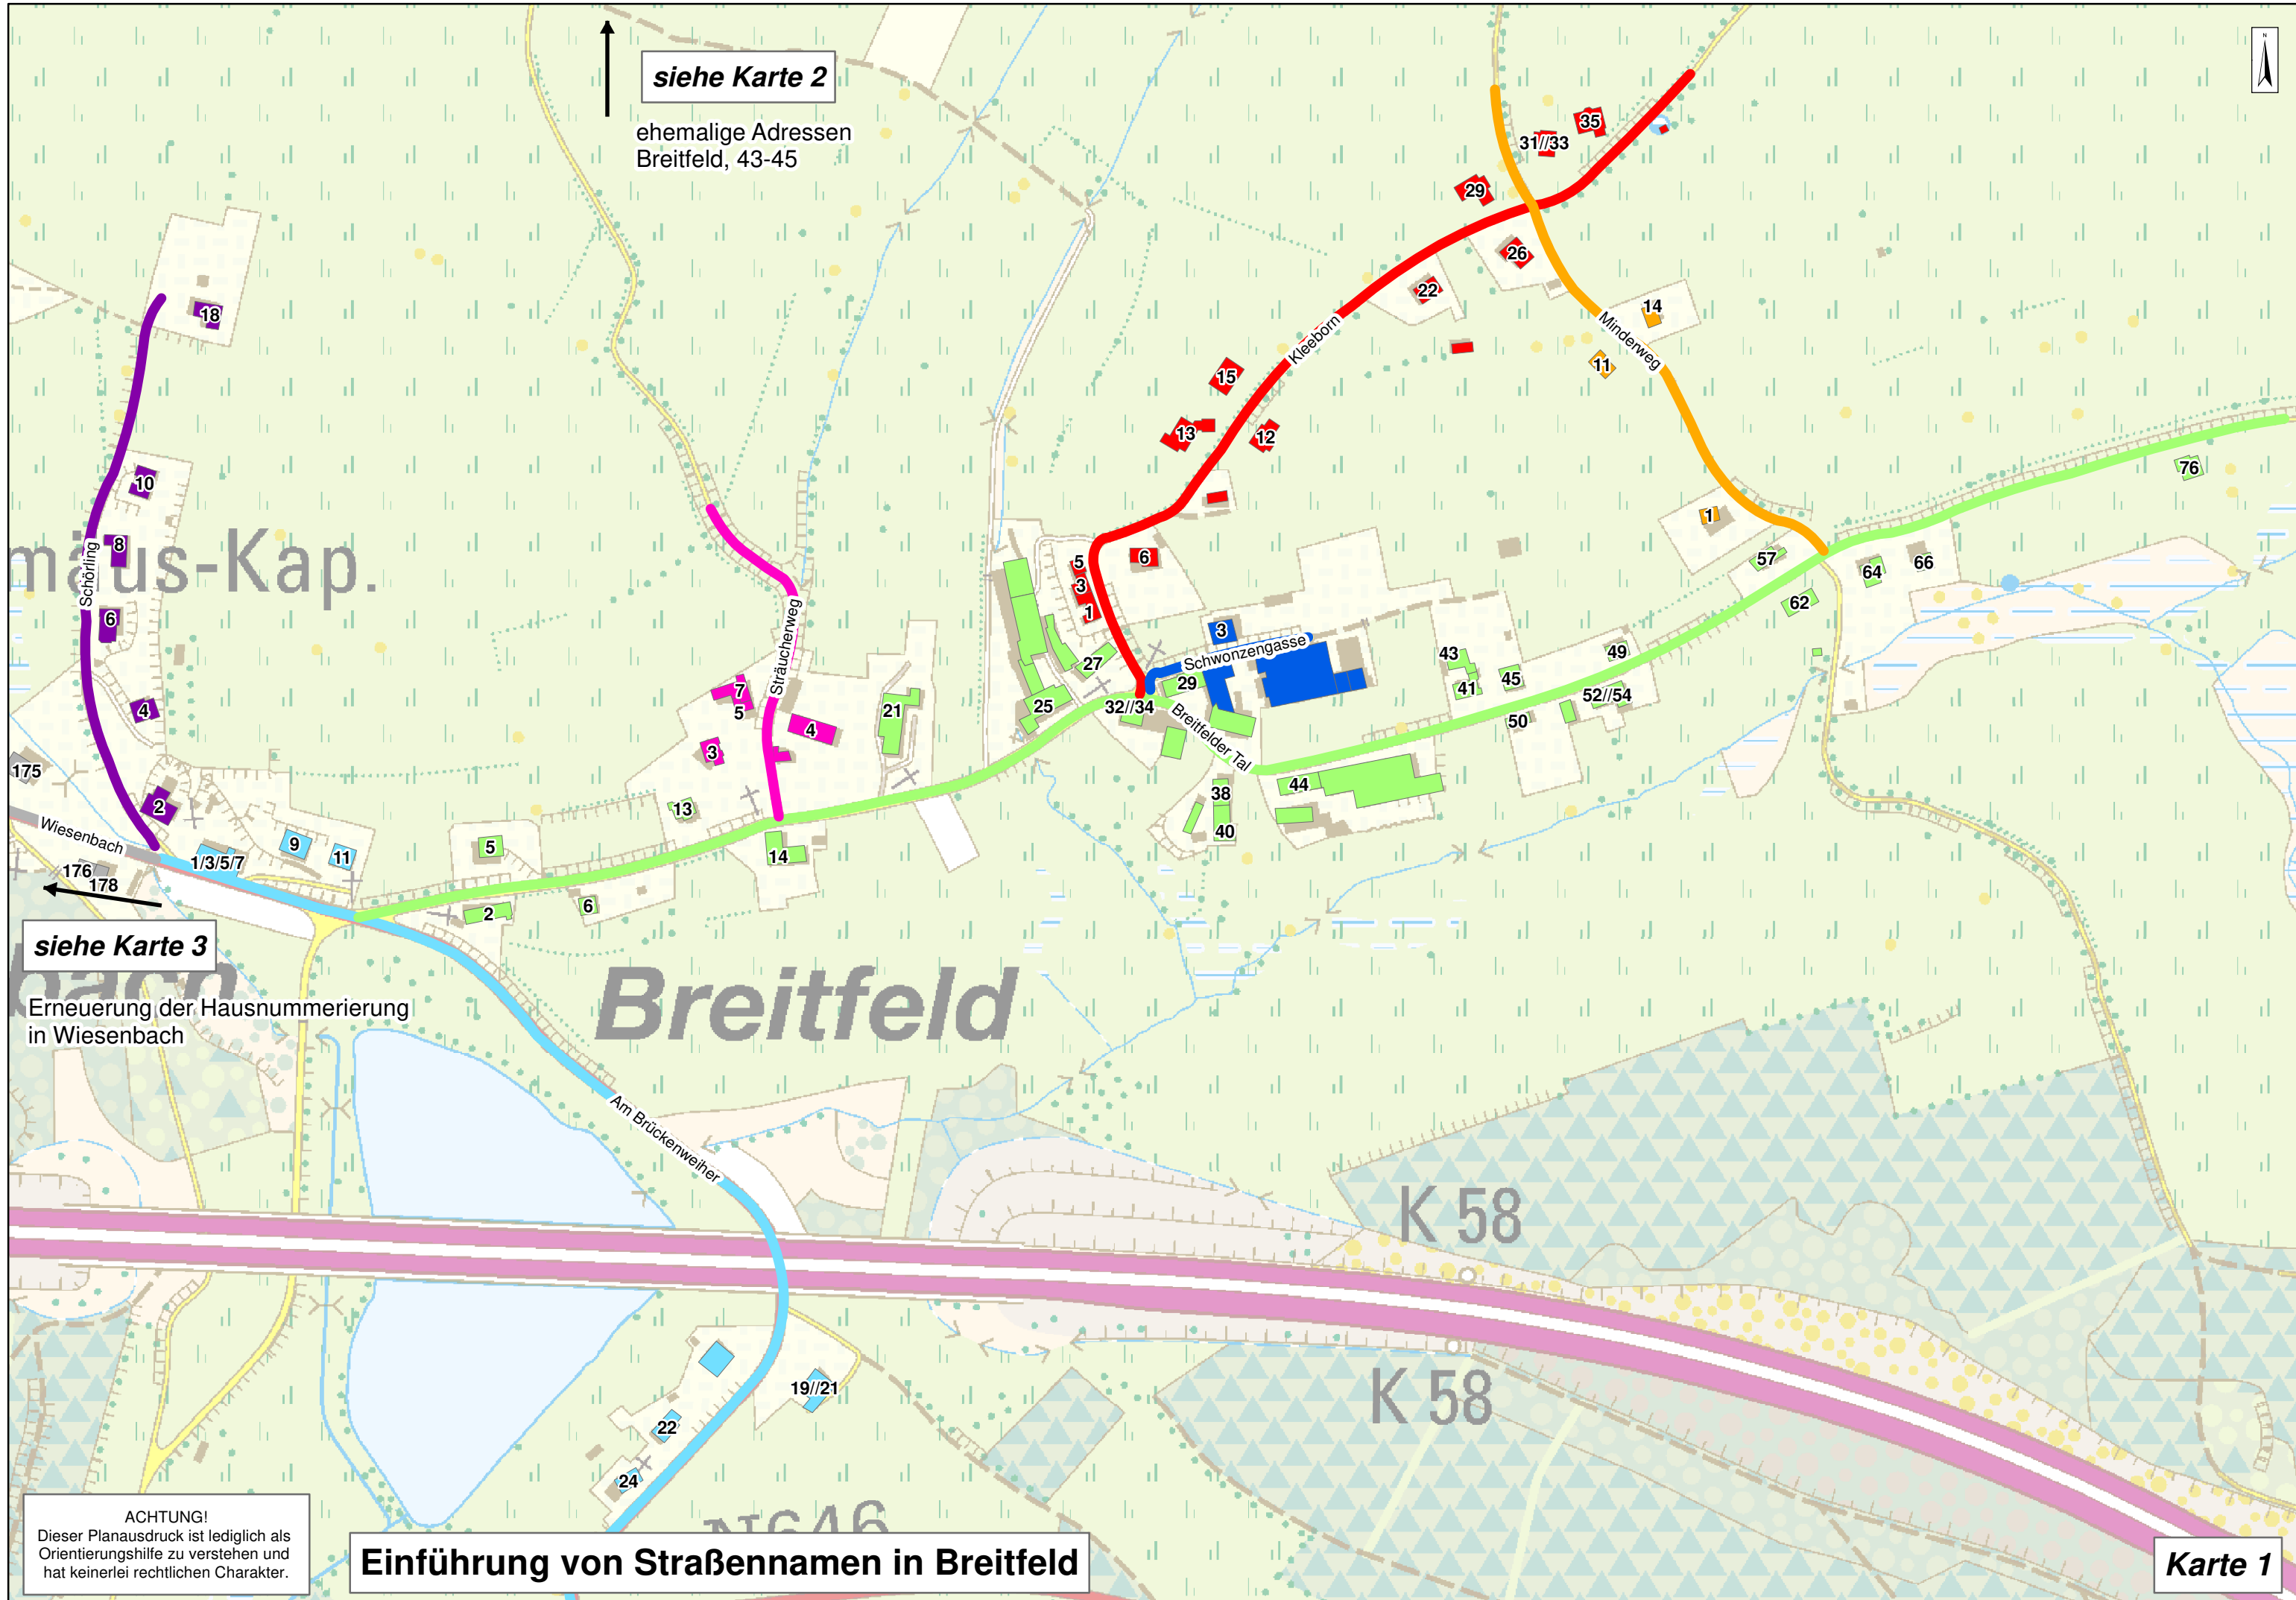 N
siehe Karte 2
ehemalige Adressen
Breitfeld, 43-45
35
31//33
29
26
22
18
14
Minderweg
11
Kleeborn
15
13
12
76
10
8
mäus-Kap.
Schörling
6
4
2
1
57
64
66
62
5
3
1
6
3
Schwonzengasse
27
29
25
32//34
Breitfelder Tal
43
41
45
49
52//54
50
44
38
40
Sträucherweg
7
5
4
3
21
13
14
175
Wiesenbach
176
178
1/3/5/7
9
11
5
2
6
siehe Karte 3
bach
Erneuerung der Hausnummerierung
in Wiesenbach
Breitfeld
Am Brückenweiher
K 58
K 58
19//21
22
24
N646
ACHTUNG!
Dieser Planausdruck ist lediglich als
Orientierungshilfe zu verstehen und
hat keinerlei rechtlichen Charakter.
Einführung von Straßennamen in Breitfeld
Karte 1